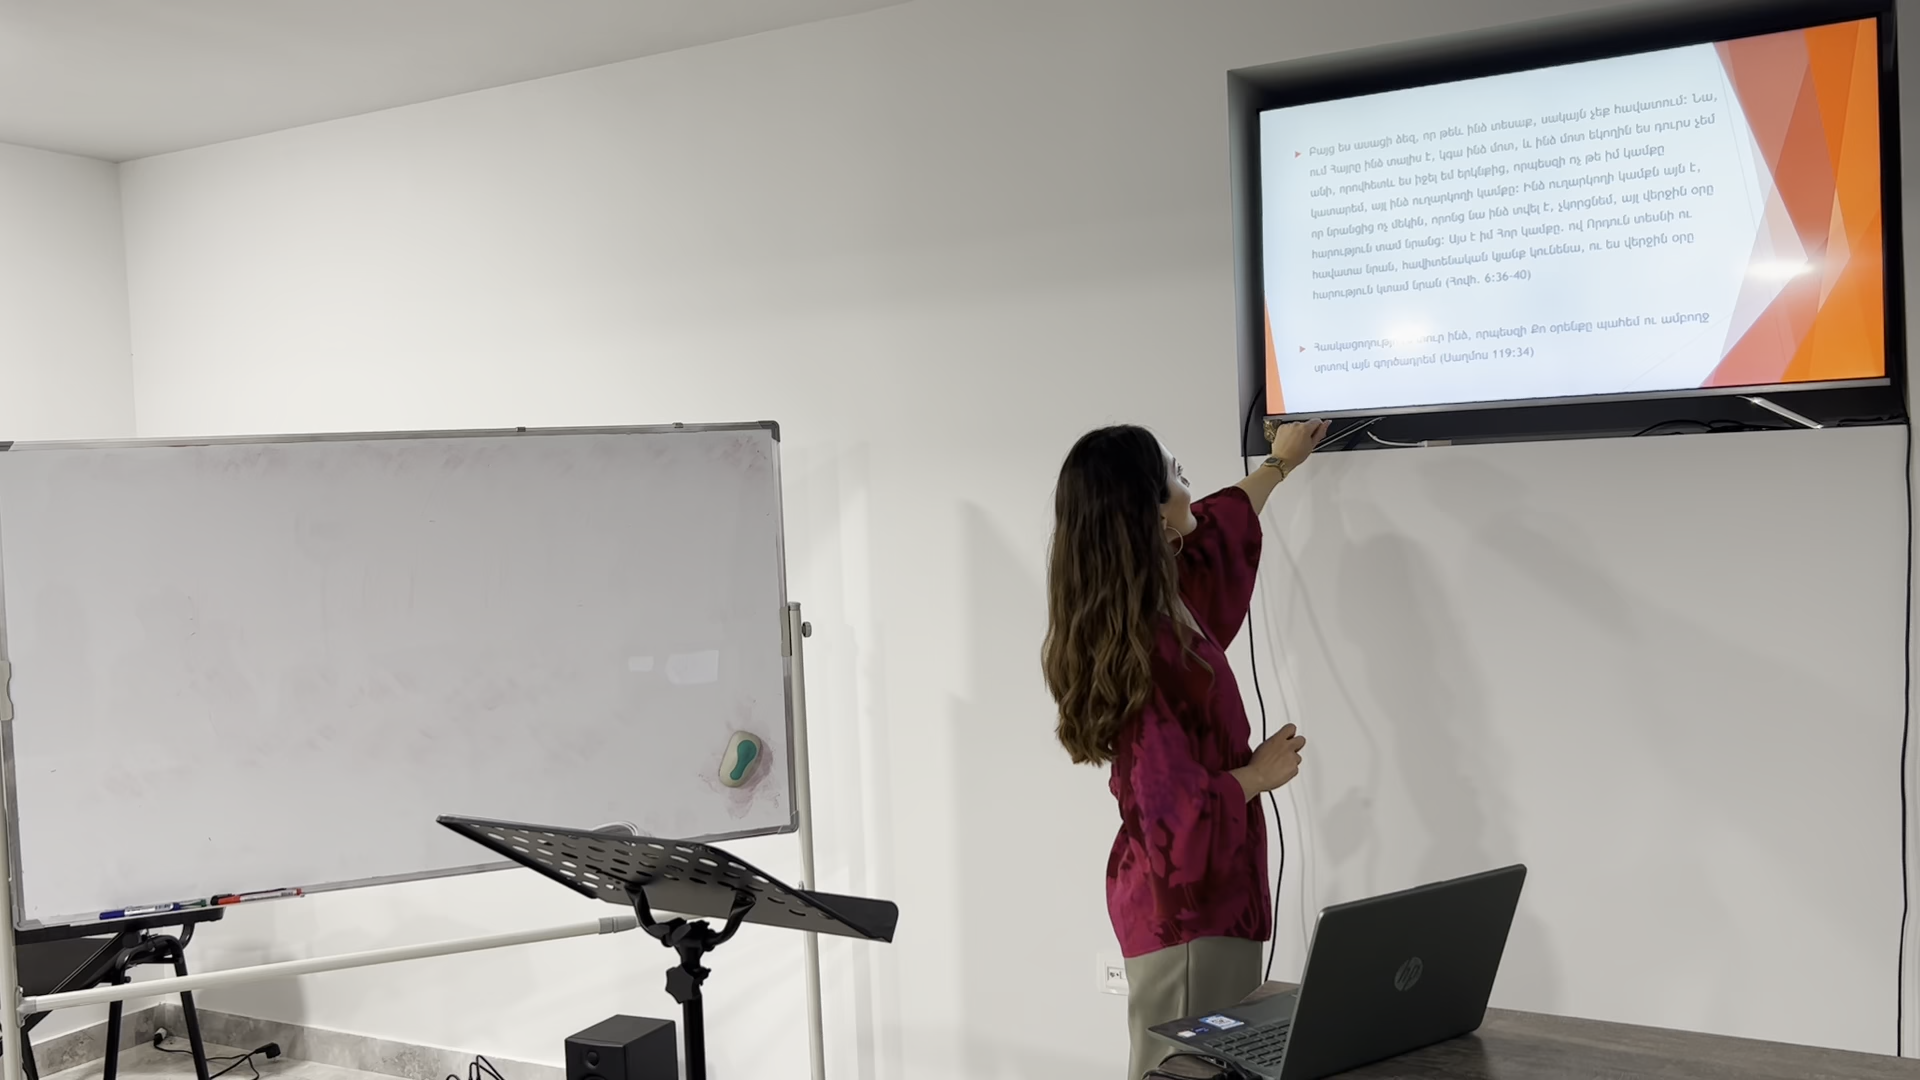 Բայց ես ասացի ձեզ, որ թեև ինձ տեսաք, սակայն չեք հավատում: Նա,
ում Հայրը ինձ տալիս է, կգա ինձ մոտ, և ինձ մոտ եկողին ես դուրս չեմ
անի, որովհետև ես իջել եմ երկնքից, որպեսզի ոչ թե իմ կամքը
կատարեմ, այլ ինձ ուղարկողի կամքը: Ինձ ուղարկողի կամքն այն է,
որ նրանցից ոչ մեկին, որոնց նա ինձ տվել է, չկորցնեմ, այլ վերջին օրը
հարություն տամ նրանց: Այս է իմ Հոր կամքը. ով Որդուն տեսնի ու
հավատա նրան, հավիտենական կյանք կունենա, ու ես վերջին օրը
հարություն կտամ նրան (Հովհ. 6:36-40)
ինձ, որպեսզի Քո օրենքը պահեմ ու ամբողջ
սրտով այն գործադրեմ (Սաղմոս 119:34)
hp